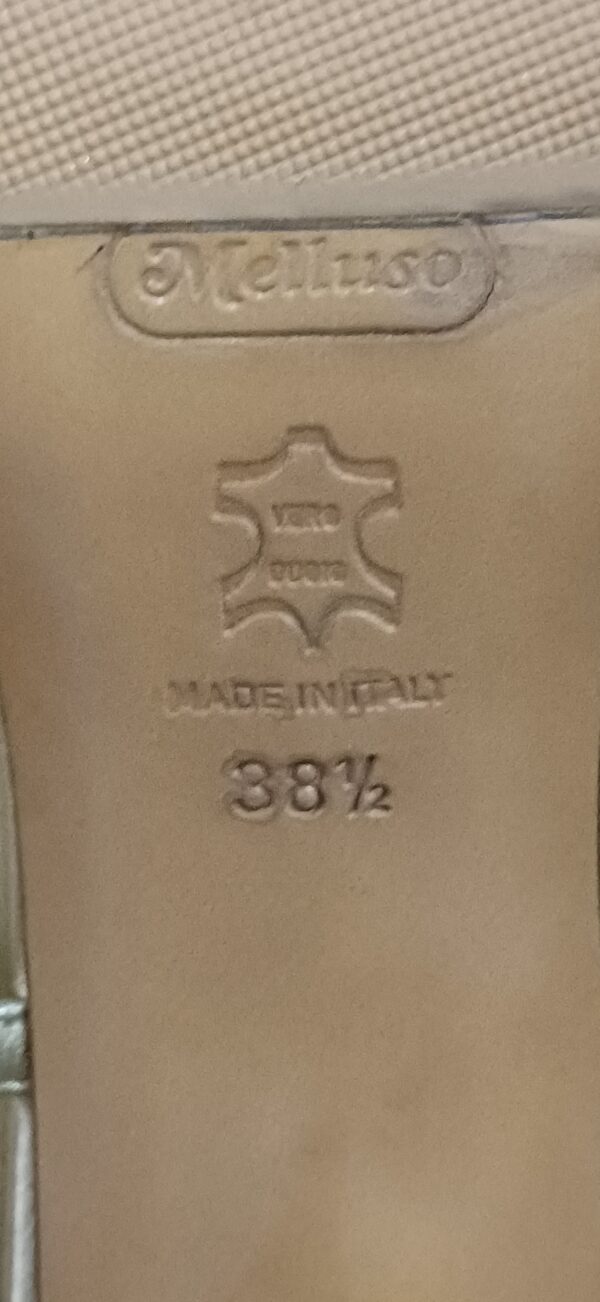 Melluso
VERO
CUOIO
MADE IN ITALY
38½